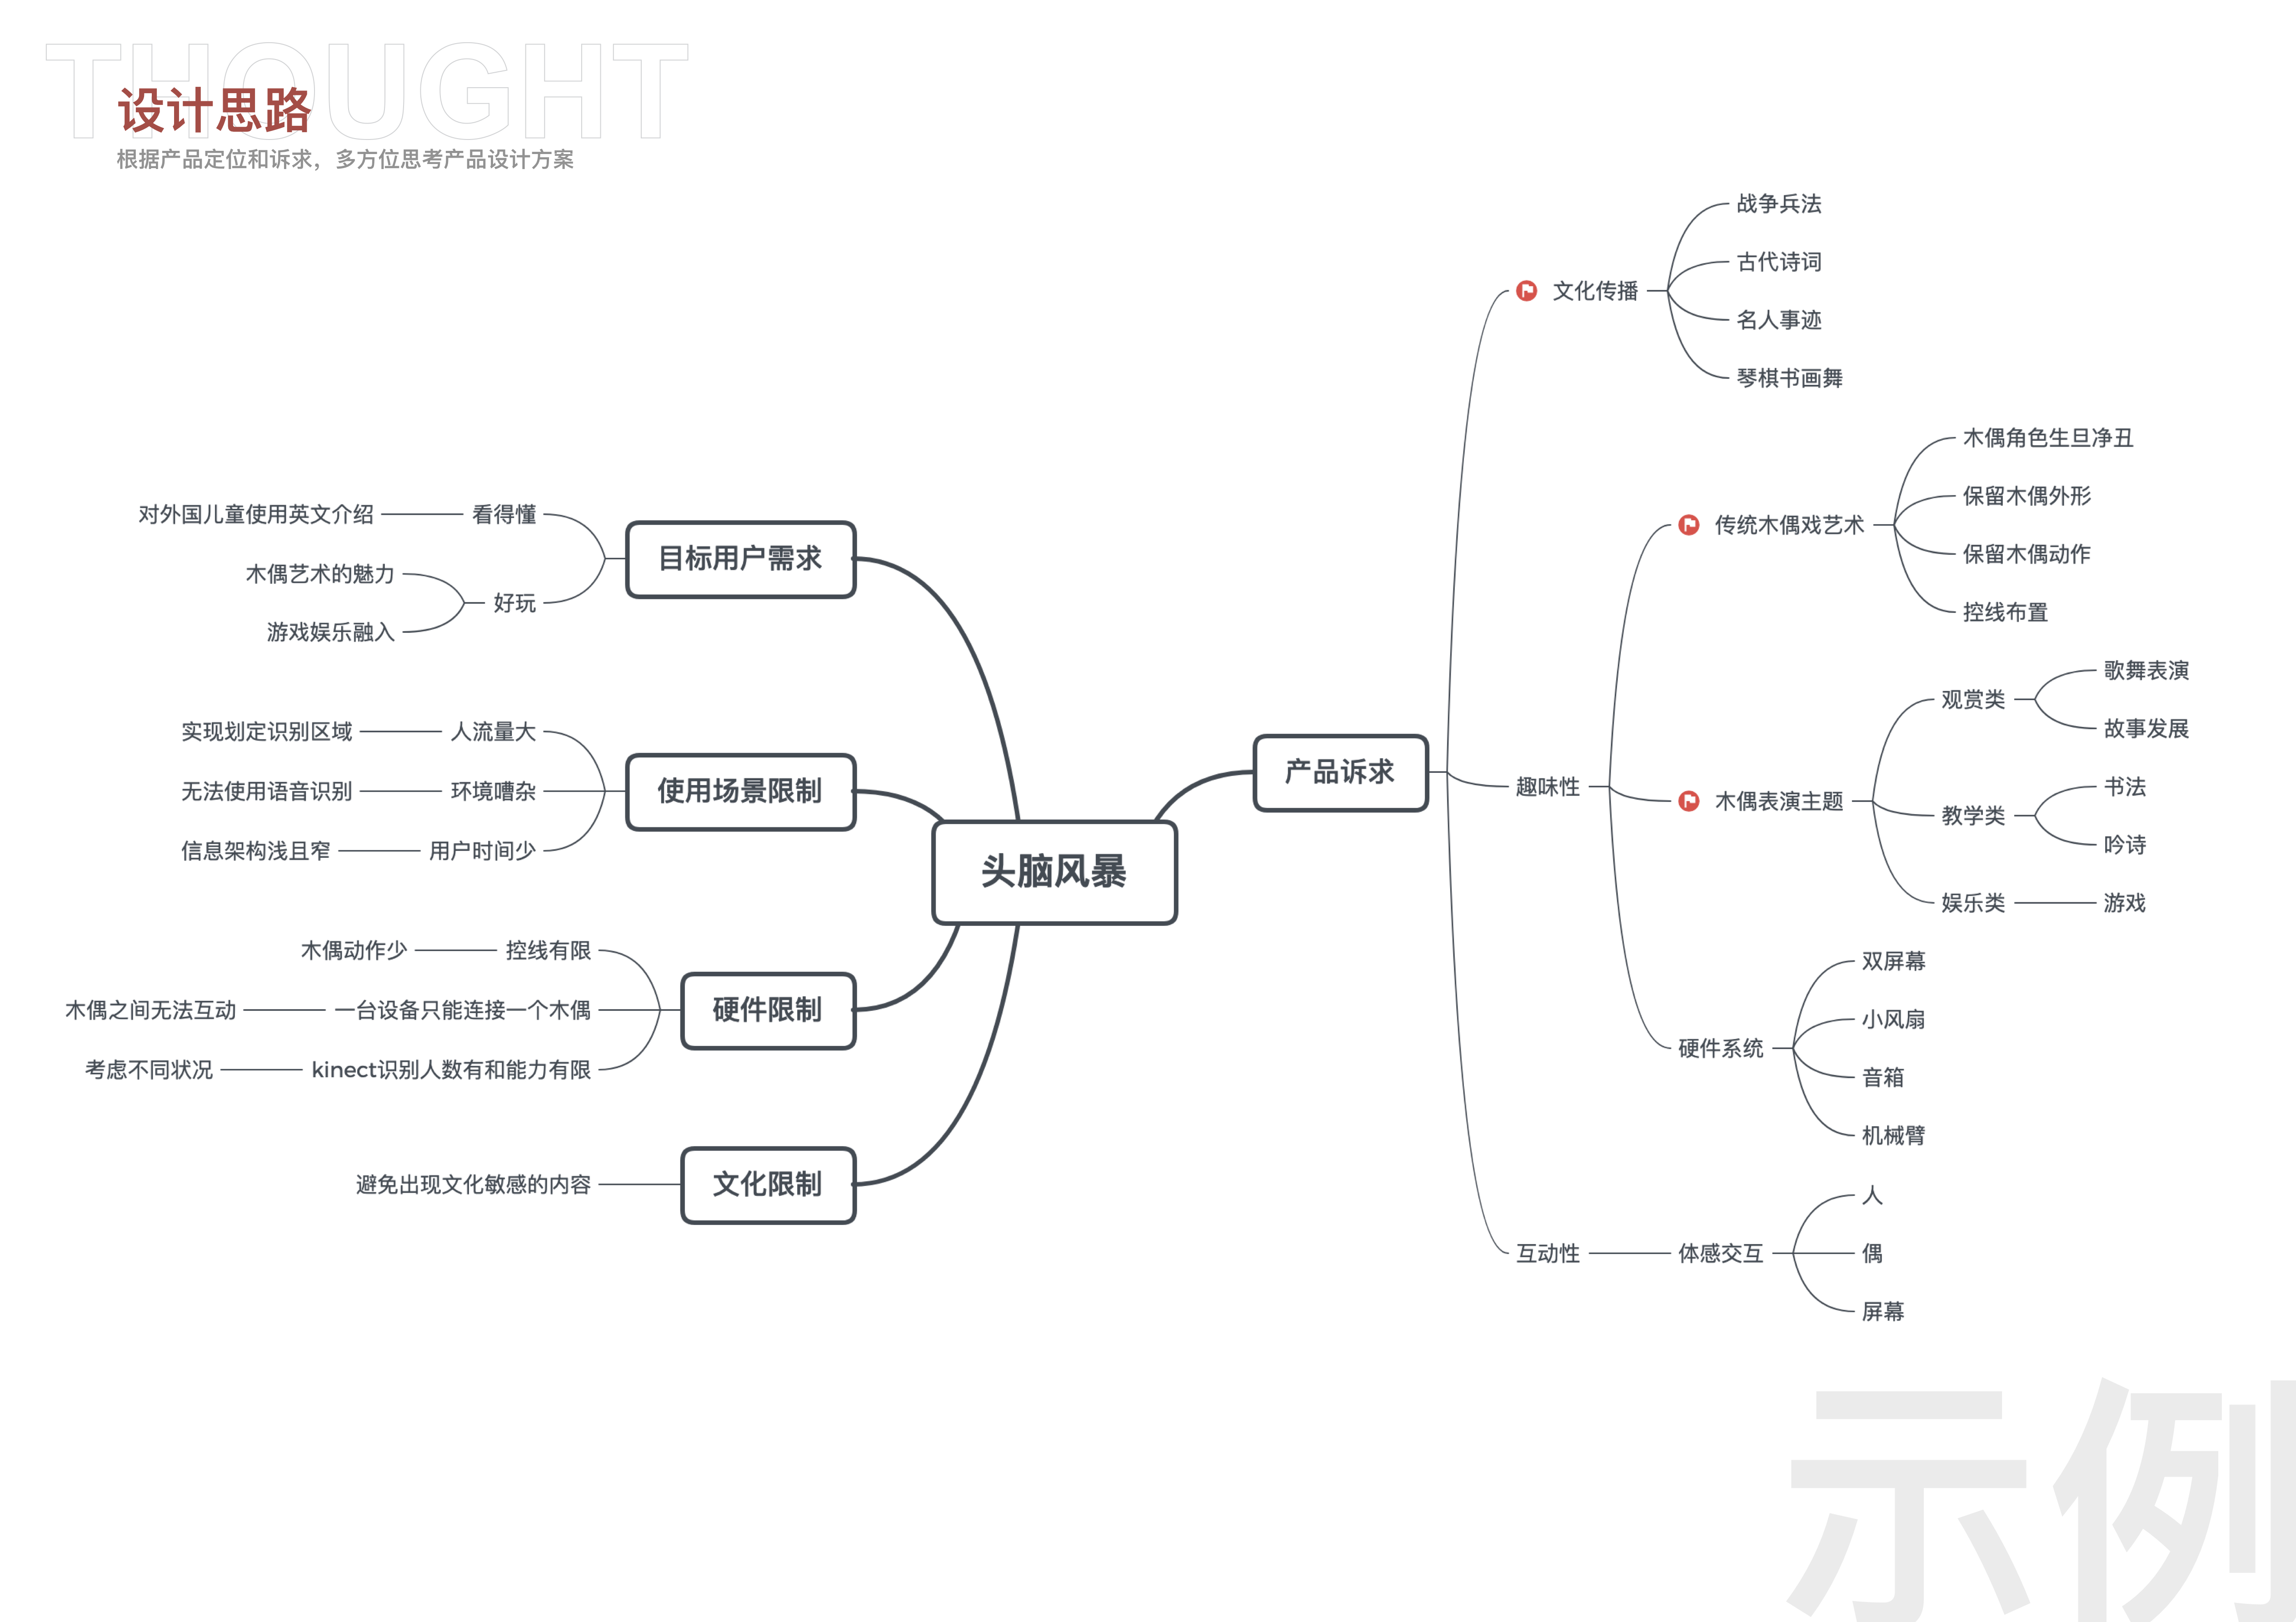 THOUGHT
设计思路
根据产品定位和诉求，多方位思考产品设计方案
头脑风暴
目标用户需求
看得懂
对外国儿童使用英文介绍
好玩
木偶艺术的魅力
游戏娱乐融入
使用场景限制
人流量大
实现划定识别区域
环境嘈杂
无法使用语音识别
用户时间少
信息架构浅且窄
硬件限制
控线有限
木偶动作少
一台设备只能连接一个木偶
木偶之间无法互动
kinect识别人数有和能力有限
考虑不同状况
文化限制
避免出现文化敏感的内容
产品诉求
文化传播
战争兵法
古代诗词
名人事迹
琴棋书画舞
趣味性
传统木偶戏艺术
木偶角色生旦净丑
保留木偶外形
保留木偶动作
控线布置
木偶表演主题
观赏类
歌舞表演
故事发展
教学类
书法
吟诗
娱乐类
游戏
硬件系统
双屏幕
小风扇
音箱
机械臂
互动性
体感交互
人
偶
屏幕
示例